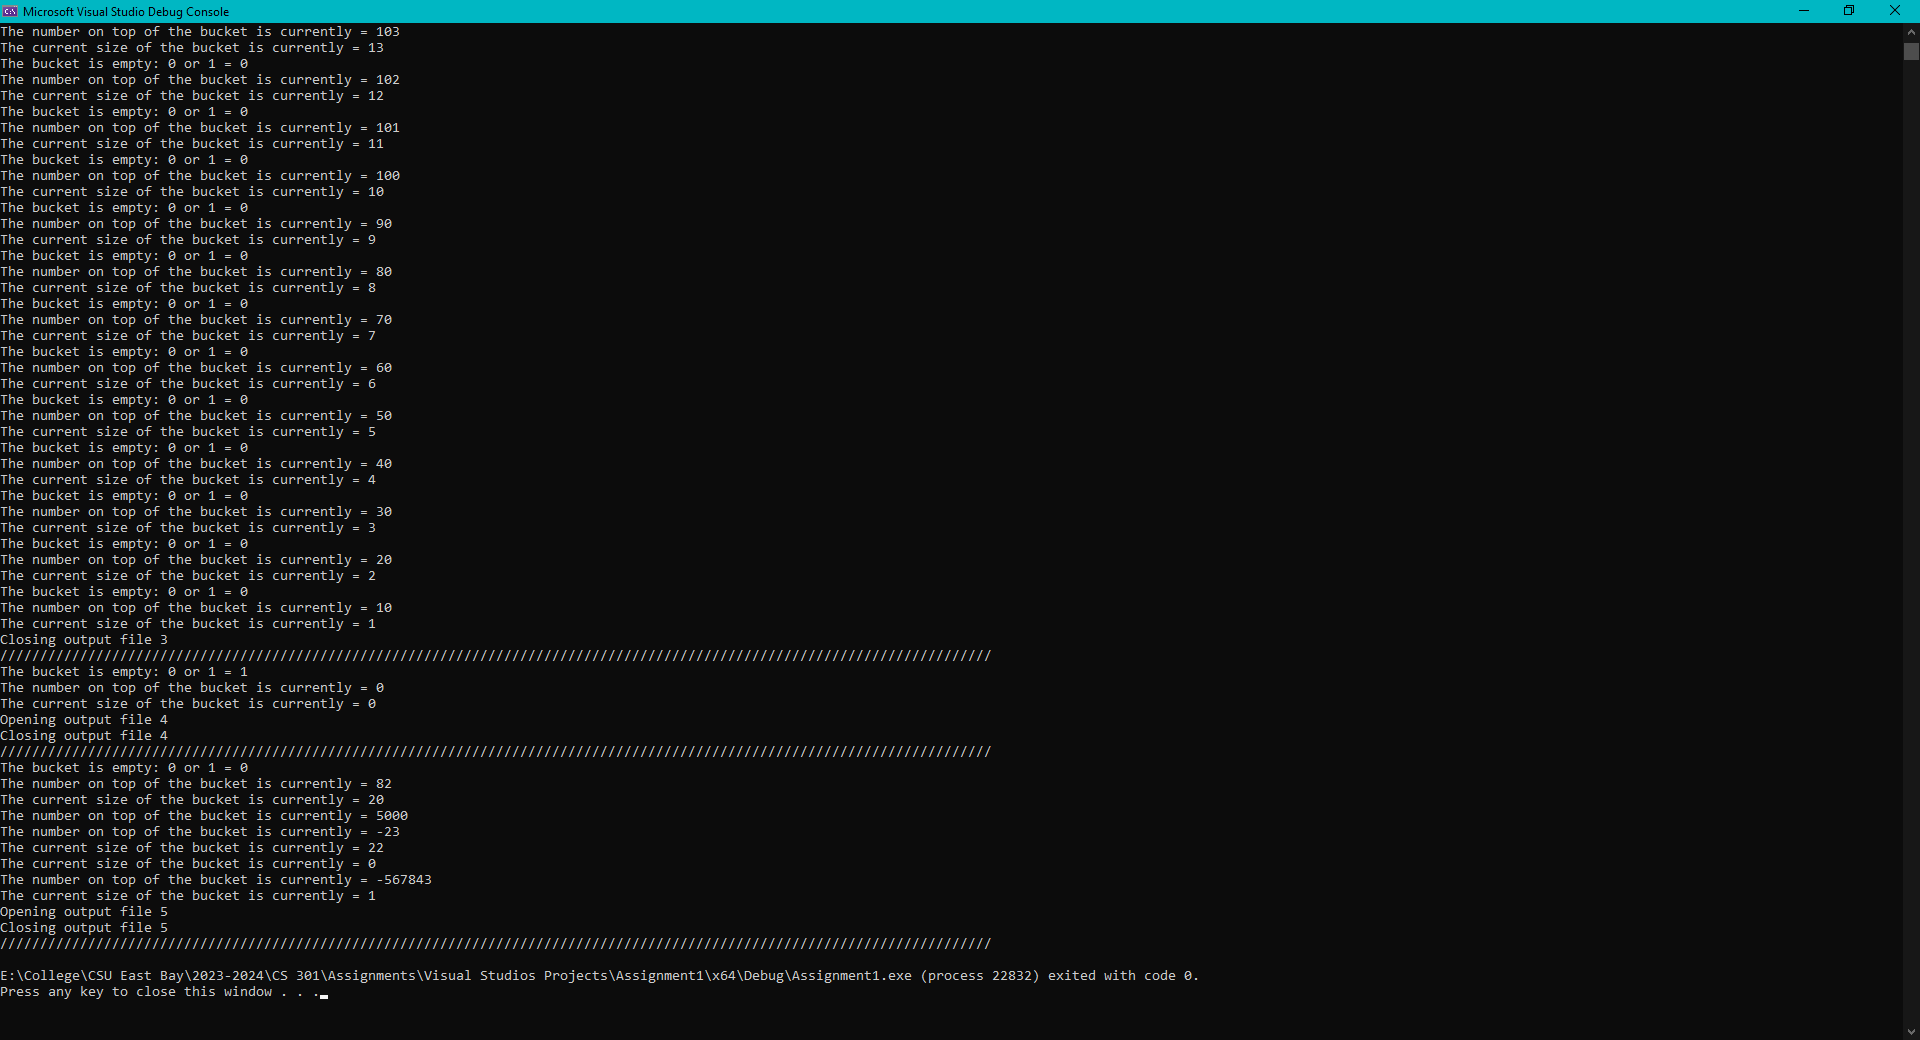 Microsoft Visual Studio Debug Console
The number on top of the bucket is currently = 103
The current size of the bucket is currently = 13
The bucket is empty: 0 or 1 = 0
The number on top of the bucket is currently = 102
The current size of the bucket is currently = 12
The bucket is empty: 0 or 1 = 0
The number on top of the bucket is currently = 101
The current size of the bucket is currently = 11
The bucket is empty: 0 or 1 = 0
The number on top of the bucket is currently = 100
The current size of the bucket is currently = 10
The bucket is empty: 0 or 1 = 0
The number on top of the bucket is currently = 90
The current size of the bucket is currently = 9
The bucket is empty: 0 or 1 = 0
The number on top of the bucket is currently = 80
The current size of the bucket is currently = 8
The bucket is empty: 0 or 1 = 0
The number on top of the bucket is currently = 70
The current size of the bucket is currently = 7
The bucket is empty: 0 or 1 = 0
The number on top of the bucket is currently = 60
The current size of the bucket is currently = 6
The bucket is empty: 0 or 1 = 0
The number on top of the bucket is currently = 50
The current size of the bucket is currently = 5
The bucket is empty: 0 or 1 = 0
The number on top of the bucket is currently = 40
The current size of the bucket is currently = 4
The bucket is empty: 0 or 1 = 0
The number on top of the bucket is currently = 30
The current size of the bucket is currently = 3
The bucket is empty: 0 or 1 = 0
The number on top of the bucket is currently = 20
The current size of the bucket is currently = 2
The bucket is empty: 0 or 1 = 0
The number on top of the bucket is currently = 10
The current size of the bucket is currently = 1
Closing output file 3
////////////////////////////////////////////////////////////////////////////////////////////////////////////////////////////
The bucket is empty: 0 or 1 = 1
The number on top of the bucket is currently = 0
The current size of the bucket is currently = 0
Opening output file 4
Closing output file 4
////////////////////////////////////////////////////////////////////////////////////////////////////////////////////////////
The bucket is empty: 0 or 1 = 0
The number on top of the bucket is currently = 82
The current size of the bucket is currently = 20
The number on top of the bucket is currently = 5000
The number on top of the bucket is currently = -23
The current size of the bucket is currently = 22
The current size of the bucket is currently = 0
The number on top of the bucket is currently = -567843
The current size of the bucket is currently = 1
Opening output file 5
Closing output file 5
////////////////////////////////////////////////////////////////////////////////////////////////////////////////////////////
E:\College\CSU East Bay\2023-2024\CS 301\Assignments\Visual Studios Projects\Assignment1\x64\Debug\Assignment1.exe (process 22832) exited with code 0.
Press any key to close this window . . .